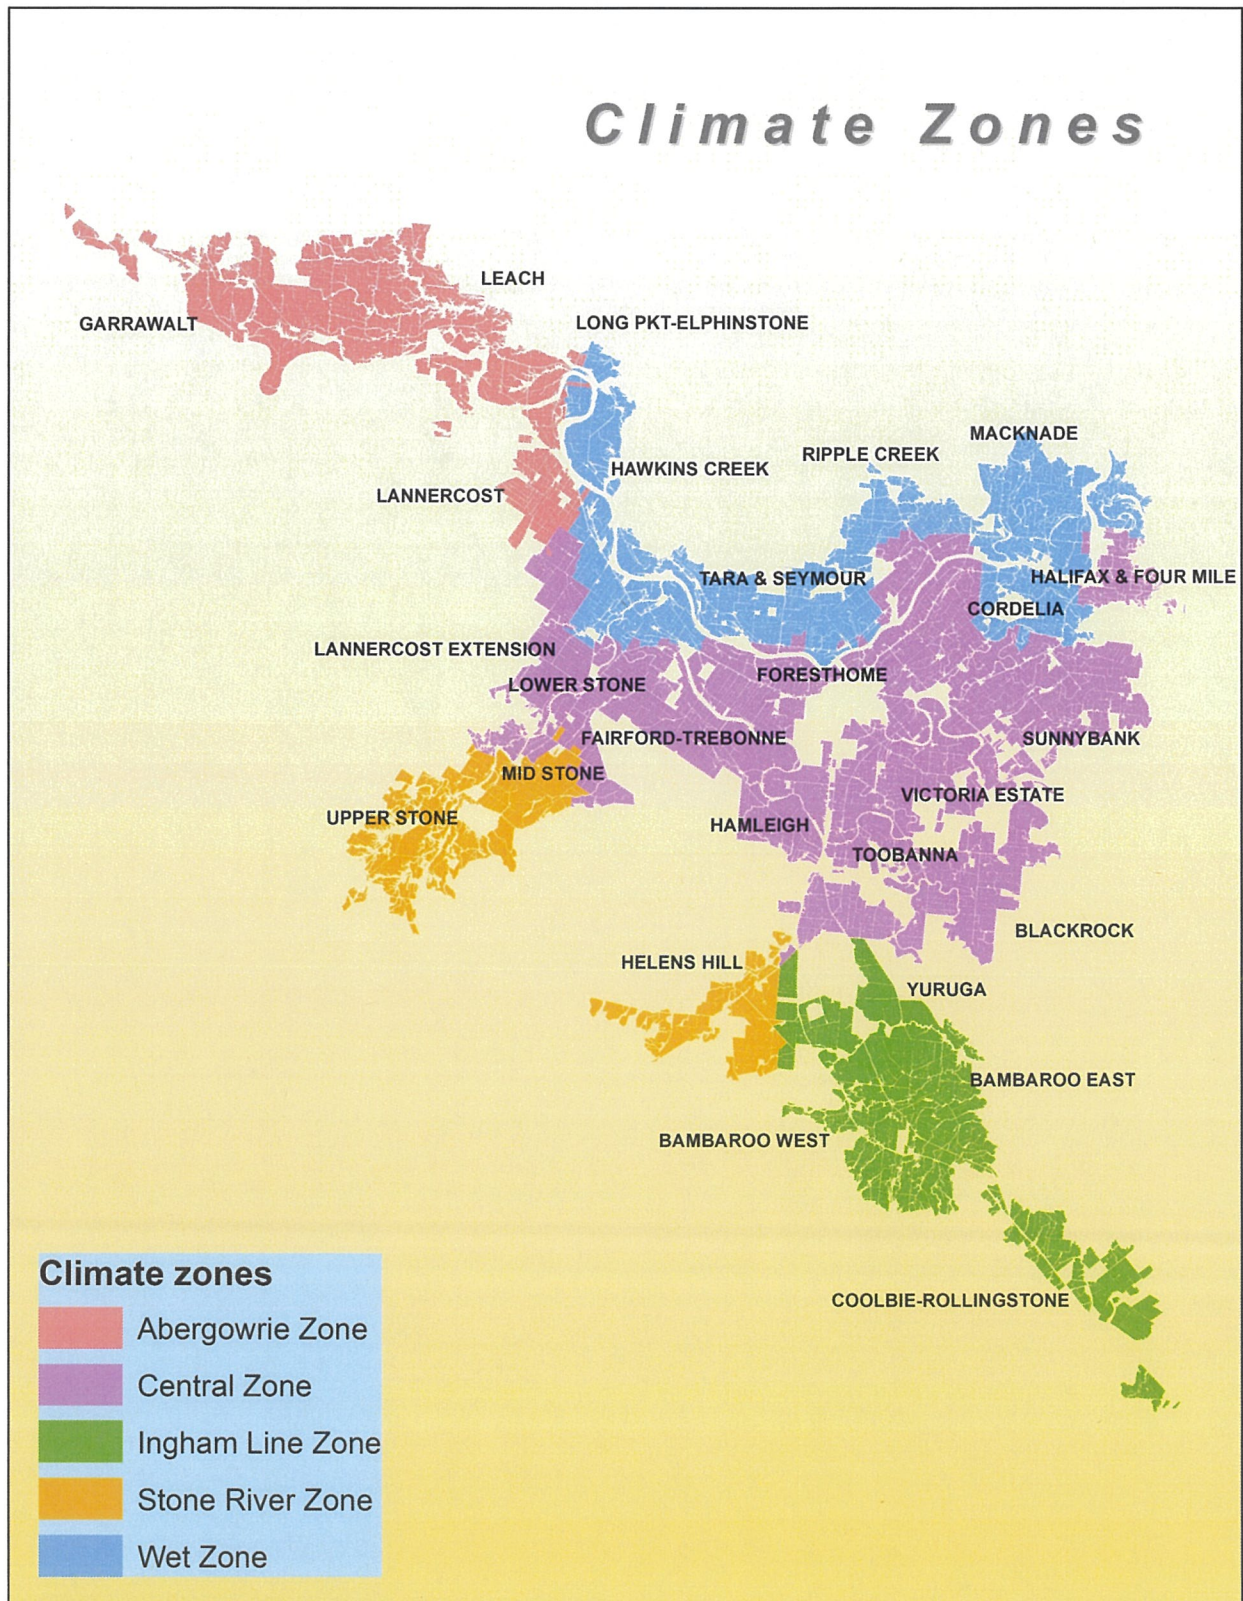 Climate Zones
LEACH
GARRAWALT
LONG PKT-ELPHINSTONE
MACKNADE
RIPPLE CREEK
HAWKINS CREEK
LANNERCOST
TARA & SEYMOUR
HALIFAX & FOUR MILE
CORDELIA
LANNERCOST EXTENSION
FORESTHOME
LOWER STONE
FAIRFORD-TREBONNE
SUNNYBANK
MID STONE
VICTORIA ESTATE
UPPER STONE
HAMLEIGH
TOOBANNA
BLACKROCK
HELENS HILL
YURUGA
BAMBAROO EAST
BAMBAROO WEST
COOLBIE-ROLLINGSTONE
Climate zones
Abergowrie Zone
Central Zone
Ingham Line Zone
Stone River Zone
Wet Zone